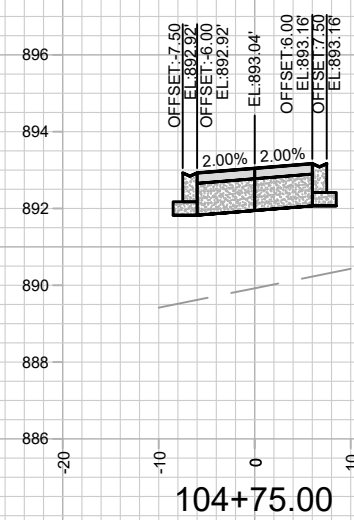 OFFSET:-7.50
EL:892.92'
OFFSET:-6.00
EL:892.92'
EL:893.04'
OFFSET:6.00
EL:893.16'
OFFSET:7.50
EL:893.16'
896
894
2.00% 2.00%
892
890
888
886
-20 -10 0 10
104+75.00